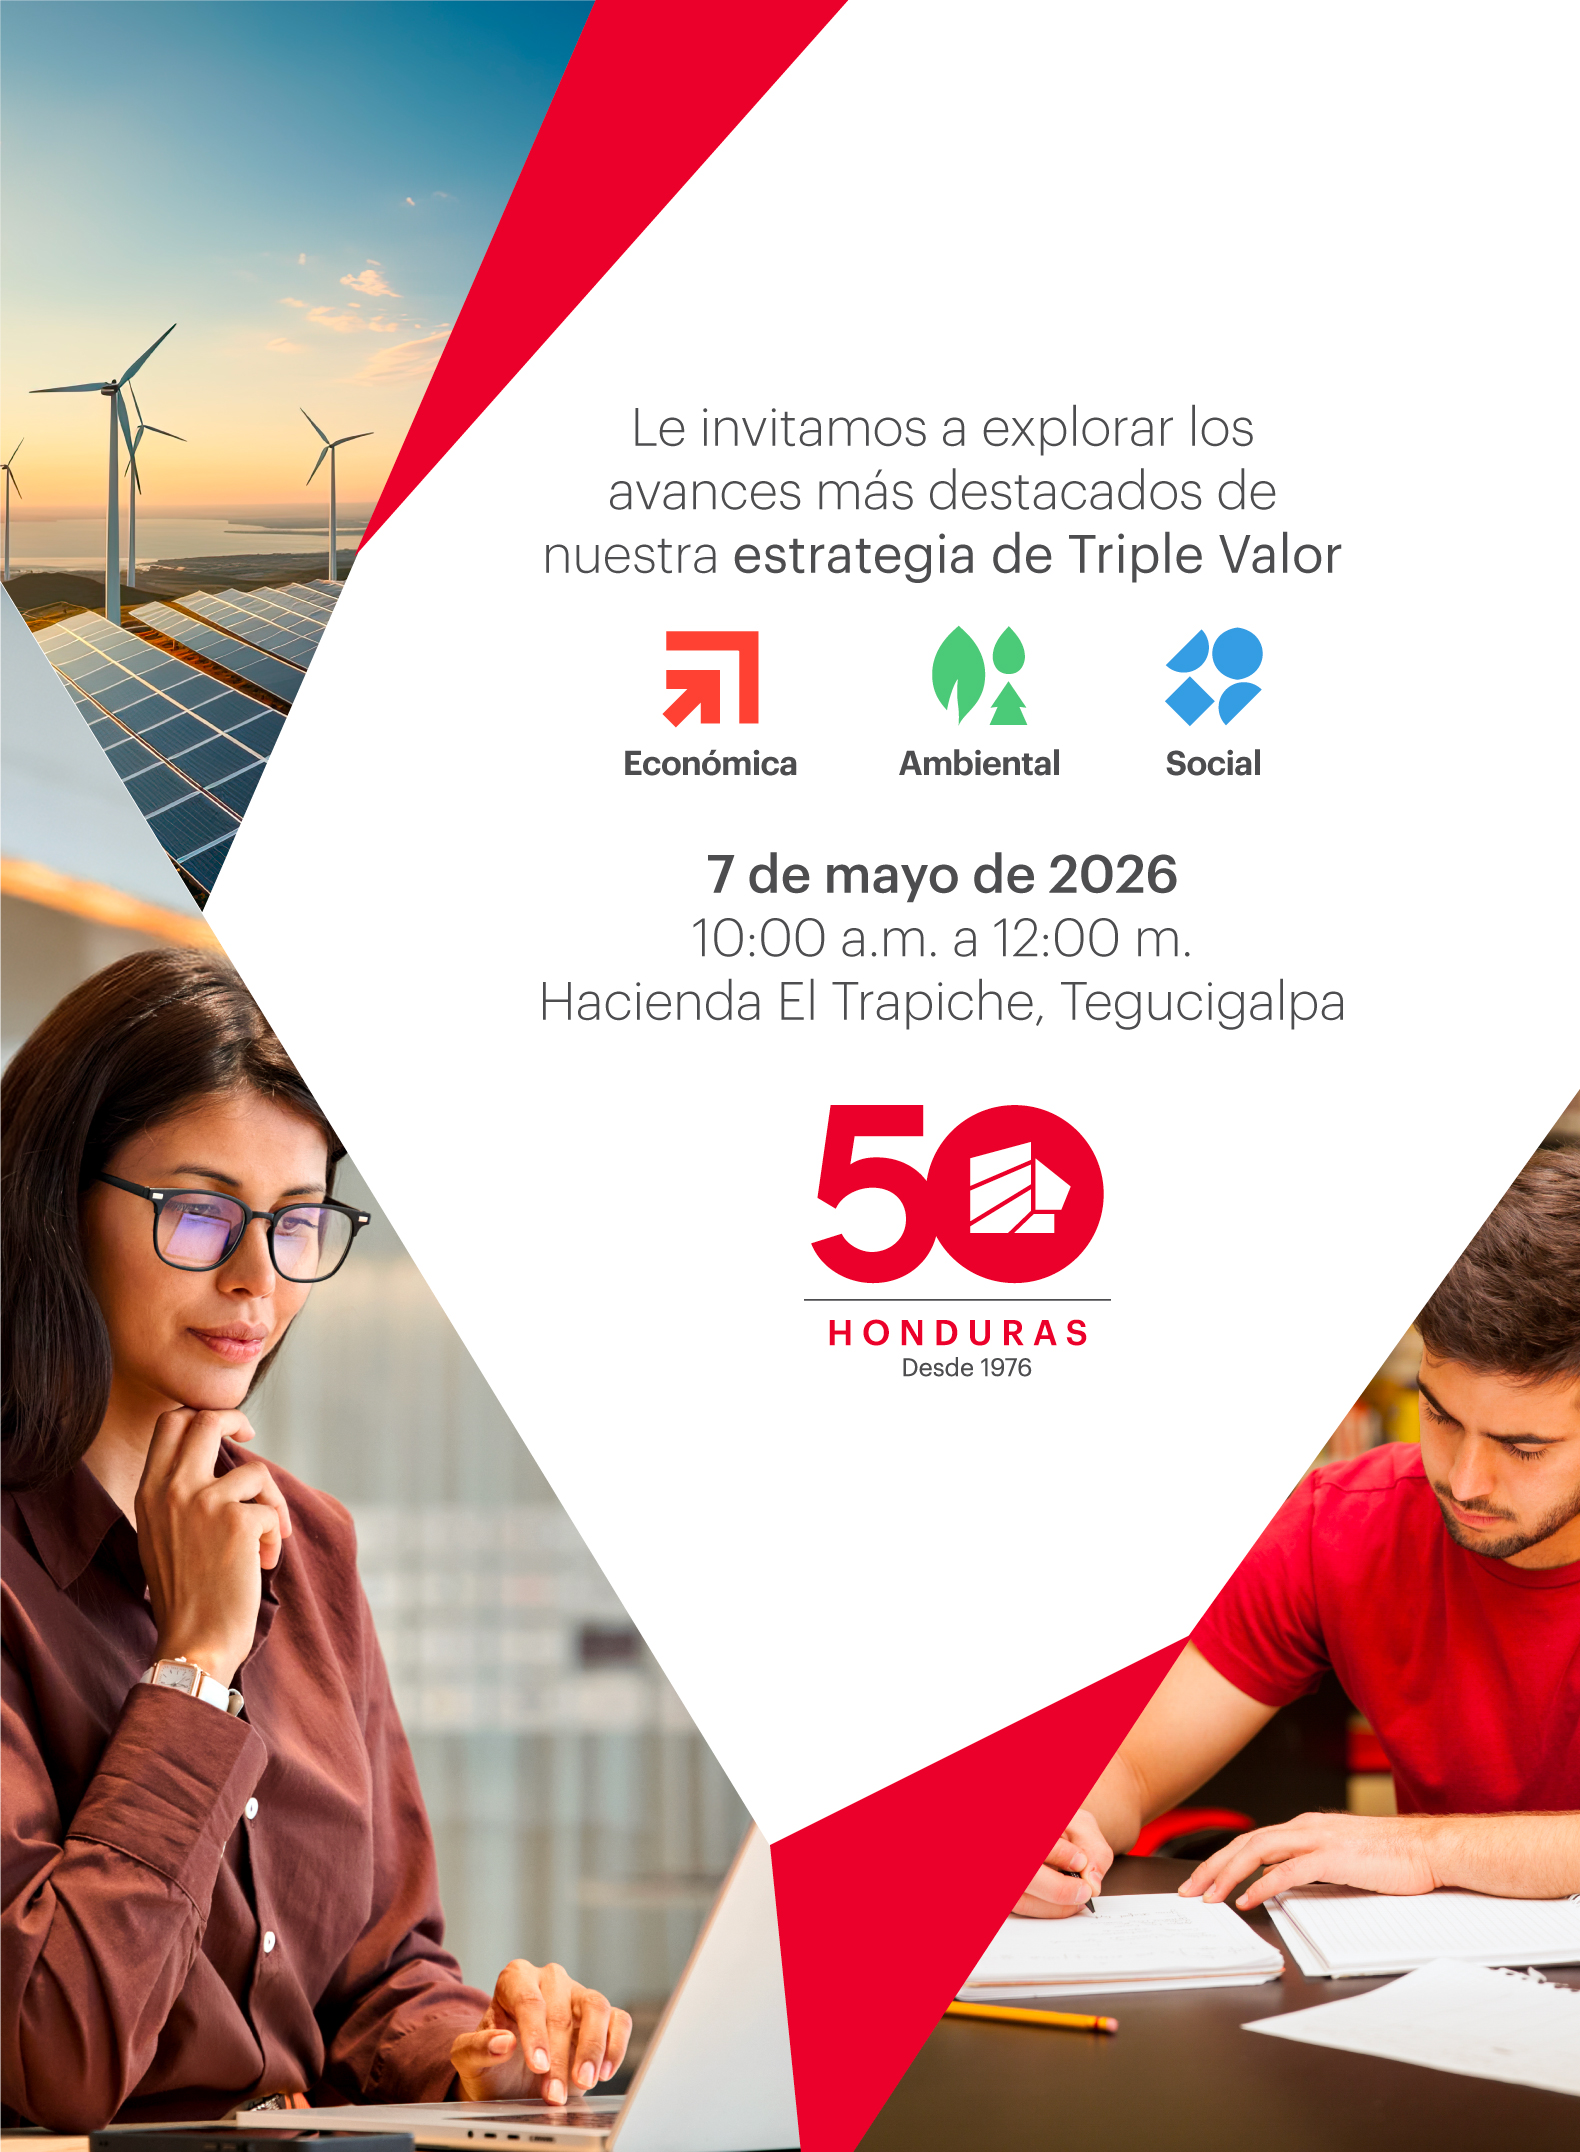 Le invitamos a explorar los
avances más destacados de
nuestra estrategia de Triple Valor
Económica
Ambiental
Social
7 de mayo de 2026
10:00 a.m. a 12:00 m.
Hacienda El Trapiche, Tegucigalpa
50
HONDURAS
Desde 1976